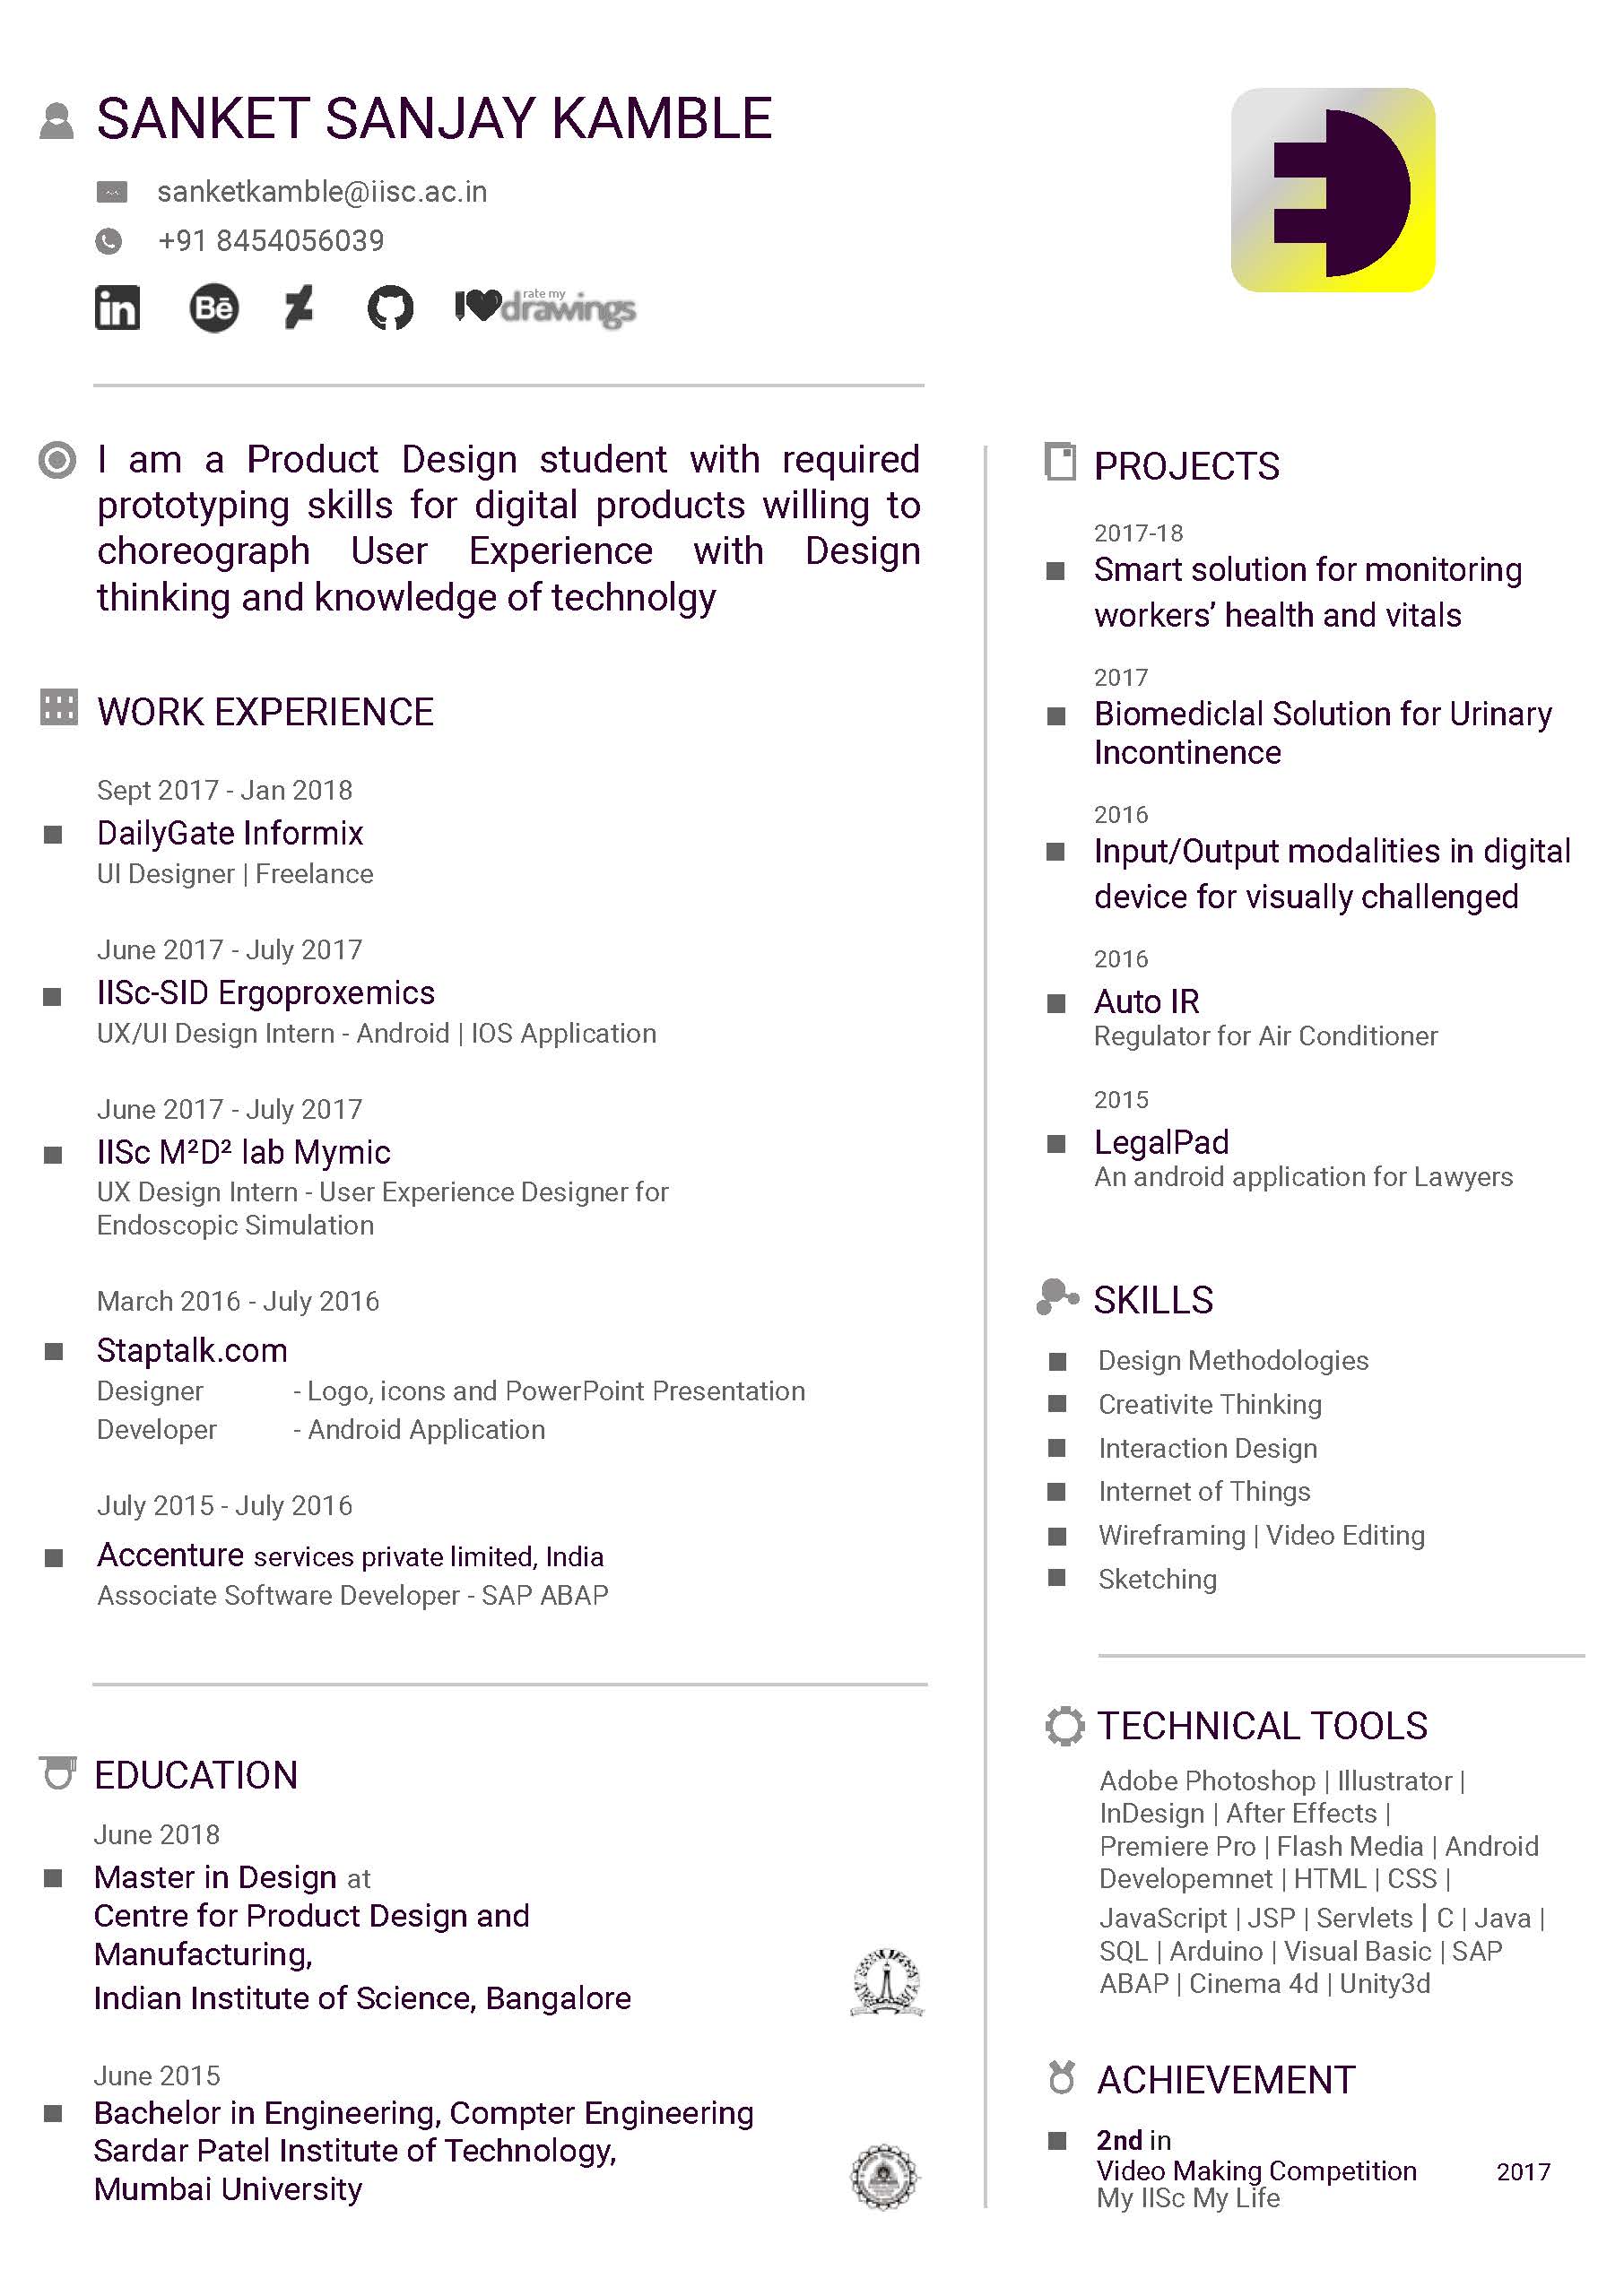 SANKET SANJAY KAMBLE
sanketkamble@iisc.ac.in
+91 8454056039
in
Bē
rate my
drawings
I am a Product Design student with required
prototyping skills for digital products willing to
choreograph User Experience with Design
thinking and knowledge of technolgy
WORK EXPERIENCE
Sept 2017 - Jan 2018
DailyGate Informix
UI Designer | Freelance
June 2017 - July 2017
IISc-SID Ergoproxemics
UX/UI Design Intern - Android | IOS Application
June 2017 - July 2017
IISc M²D² lab Mymic
UX Design Intern - User Experience Designer for
Endoscopic Simulation
March 2016 - July 2016
Staptalk.com
Designer - Logo, icons and PowerPoint Presentation
Developer - Android Application
July 2015 - July 2016
Accenture services private limited, India
Associate Software Developer - SAP ABAP
EDUCATION
June 2018
Master in Design at
Centre for Product Design and
Manufacturing,
Indian Institute of Science, Bangalore
June 2015
Bachelor in Engineering, Compter Engineering
Sardar Patel Institute of Technology,
Mumbai University
PROJECTS
2017-18
Smart solution for monitoring
workers’ health and vitals
2017
Biomediclal Solution for Urinary
Incontinence
2016
Input/Output modalities in digital
device for visually challenged
2016
Auto IR
Regulator for Air Conditioner
2015
LegalPad
An android application for Lawyers
SKILLS
Design Methodologies
Creativite Thinking
Interaction Design
Internet of Things
Wireframing | Video Editing
Sketching
TECHNICAL TOOLS
Adobe Photoshop | Illustrator |
InDesign | After Effects |
Premiere Pro | Flash Media | Android
Developemnet | HTML | CSS |
JavaScript | JSP | Servlets | C | Java |
SQL | Arduino | Visual Basic | SAP
ABAP | Cinema 4d | Unity3d
ACHIEVEMENT
2nd in
Video Making Competition 2017
My IISc My Life